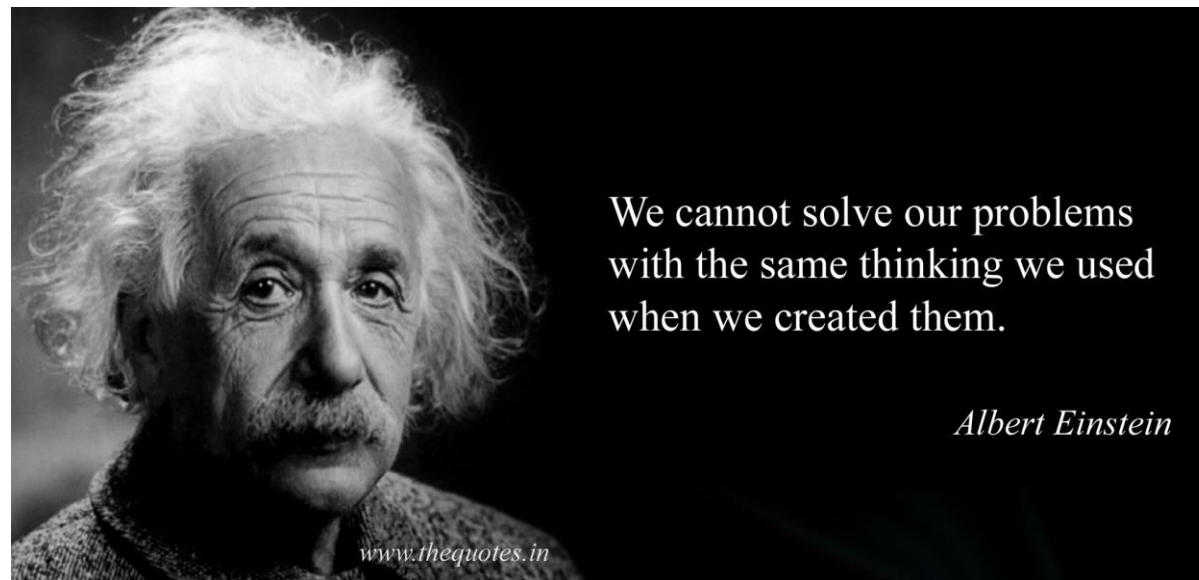 We cannot solve our problems
with the same thinking we used
when we created them.
Albert Einstein
www.thequotes.in